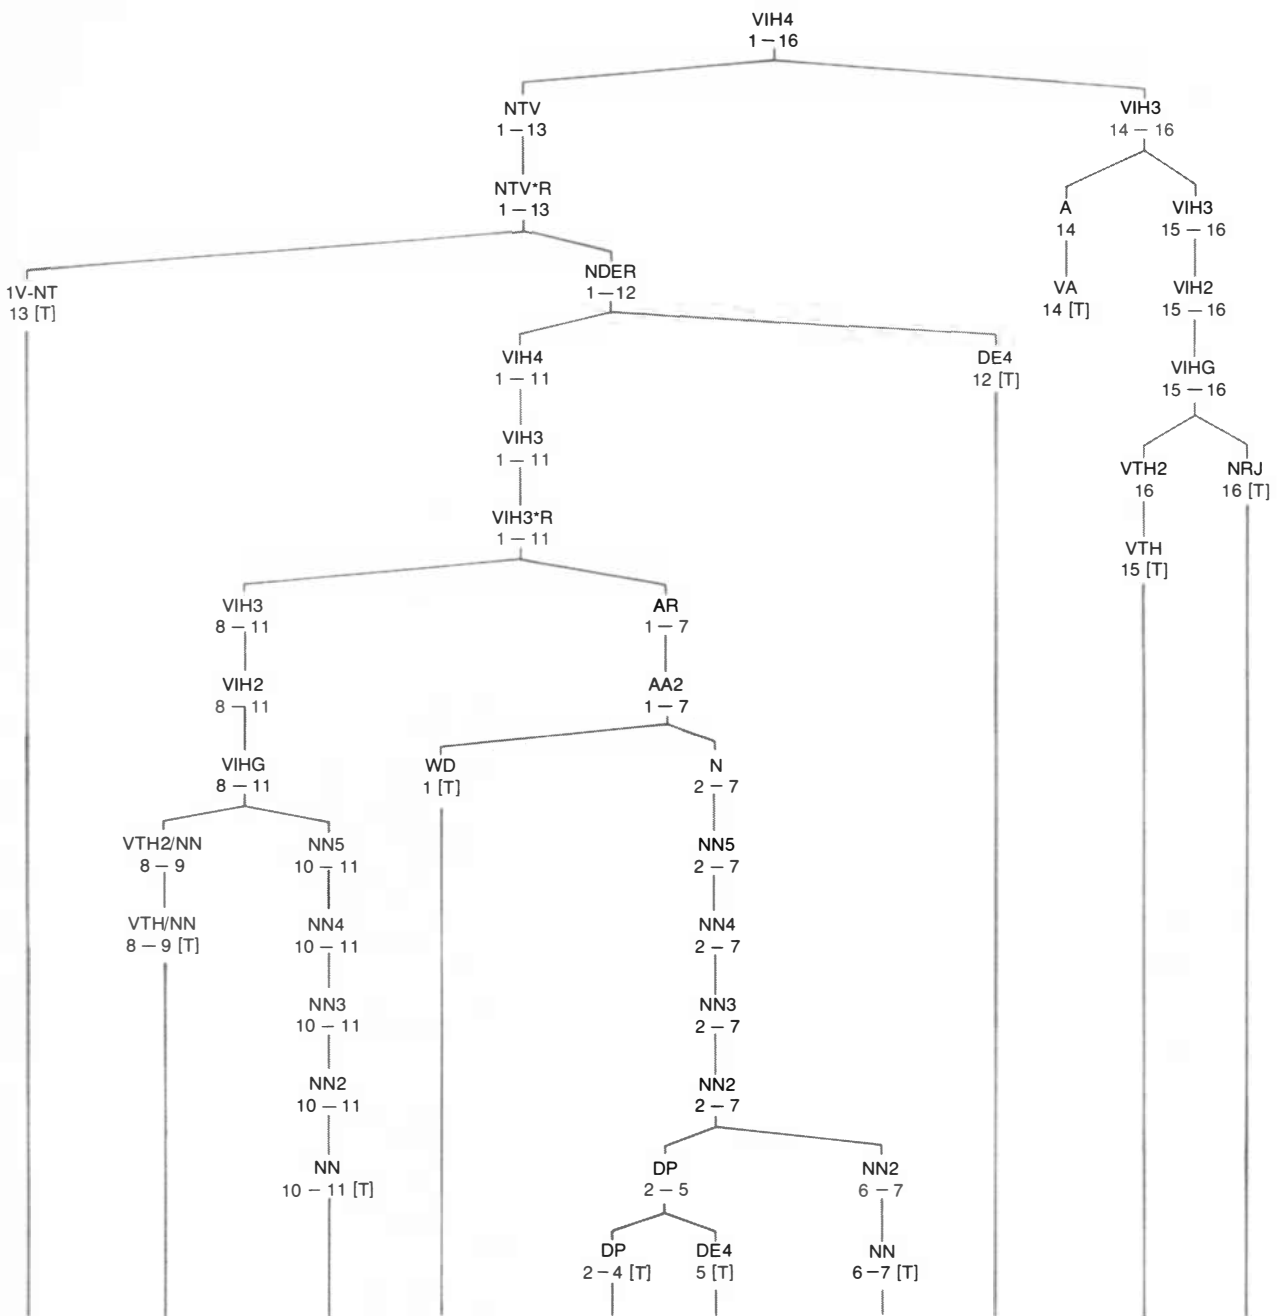 VIH4
1 – 16
NTV
1 – 13
VIH3
14 – 16
NTV*R
1 – 13
A
14
VIH3
15 – 16
1V-NT
13 [T]
NDER
1 – 12
VA
14 [T]
VIH2
15 – 16
VIH4
1 – 11
DE4
12 [T]
VIHG
15 – 16
VIH3
1 – 11
VTH2
16
NRJ
16 [T]
VIH3*R
1 – 11
VTH
15 [T]
VIH3
8 – 11
AR
1 – 7
VIH2
8 – 11
AA2
1 – 7
VIHG
8 – 11
WD
1 [T]
N
2 – 7
VTH2/NN
8 – 9
NN5
10 – 11
NN5
2 – 7
VTH/NN
8 – 9 [T]
NN4
10 – 11
NN4
2 – 7
NN3
10 – 11
NN3
2 – 7
NN2
10 – 11
NN2
2 – 7
NN
10 – 11 [T]
DP
2 – 5
NN2
6 – 7
DP
2 – 4 [T]
DE4
5 [T]
NN
6 – 7 [T]